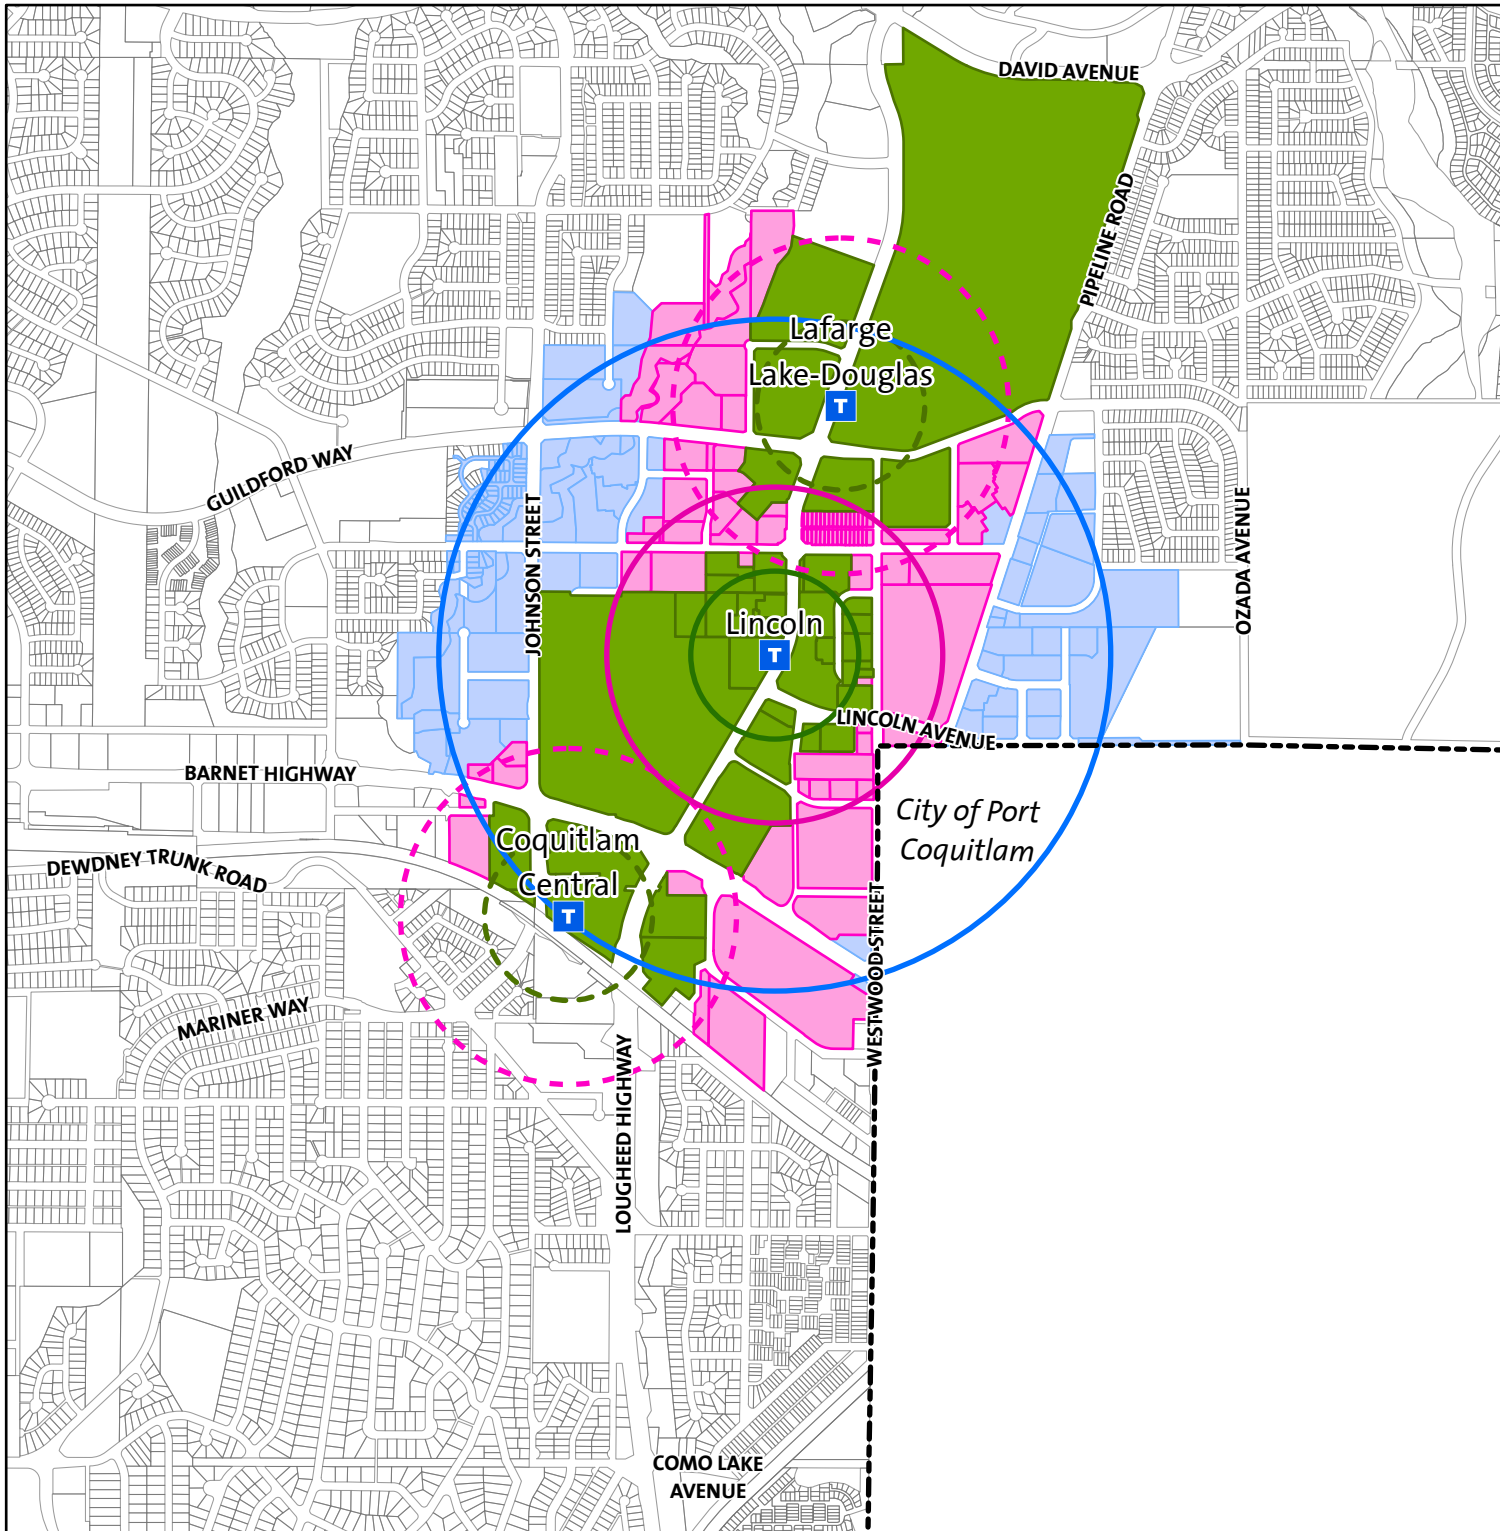 DAVID AVENUE
PIPELINE ROAD
Lafarge
Lake-Douglas
T
GUILDFORD WAY
JOHNSON STREET
OZADA AVENUE
Lincoln
T
LINCOLN AVENUE
BARNET HIGHWAY
City of Port
Coquitlam
Coquitlam
Central
T
DEWDNEY TRUNK ROAD
WESTWOOD STREET
MARINER WAY
LOUGHEED HIGHWAY
COMO LAKE
AVENUE